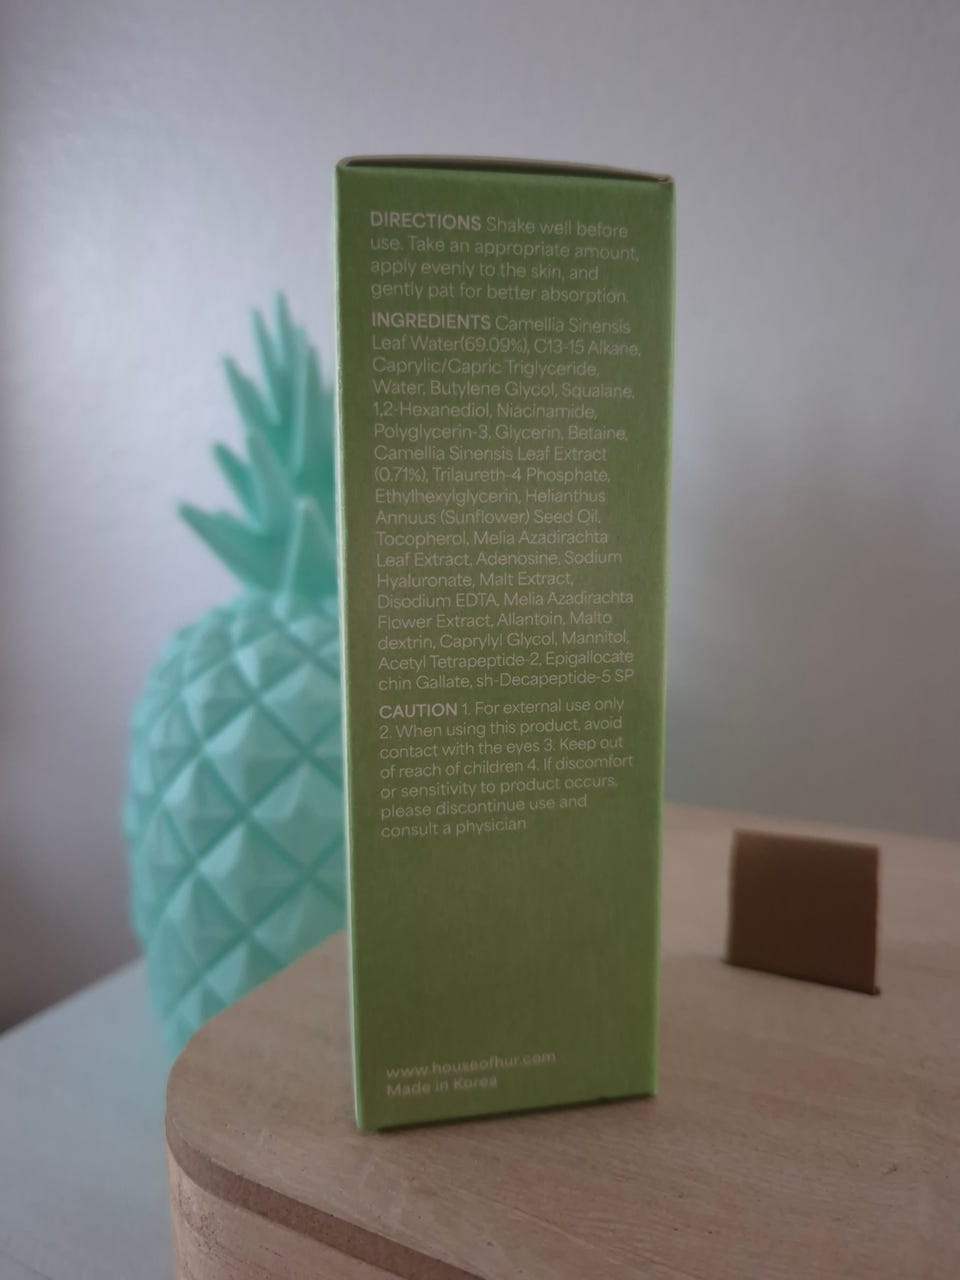 DIRECTIONS Shake well before
use. Take an appropriate amount,
apply evenly to the skin, and
gently pat for better absorption.
INGREDIENTS Camellia Sinensis
Leaf Water(69.09%), C13-15 Alkane,
Caprylic/Capric Triglyceride,
Water, Butylene Glycol, Squalane,
1,2-Hexanediol, Niacinamide,
Polyglycerin-3, Glycerin, Betaine,
Camellia Sinensis Leaf Extract
(0.71%), Trilaureth-4 Phosphate,
Ethylhexylglycerin, Helianthus
Annuus (Sunflower) Seed Oil,
Tocopherol, Melia Azadirachta
Leaf Extract, Adenosine, Sodium
Hyaluronate, Malt Extract,
Disodium EDTA, Melia Azadirachta
Flower Extract, Allantoin, Malto
dextrin, Caprylyl Glycol, Mannitol,
Acetyl Tetrapeptide-2, Epigallocate
chin Gallate, sh-Decapeptide-5 SP
CAUTION 1. For external use only
2. When using this product, avoid
contact with the eyes 3. Keep out
of reach of children 4. If discomfort
or sensitivity to product occurs,
please discontinue use and
consult a physician
www.houseofhur.com
Made in Korea